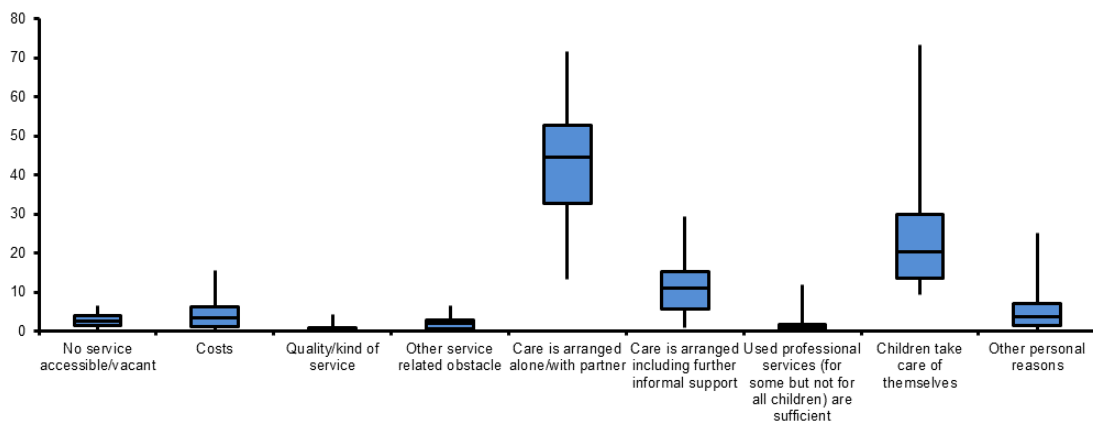 80
70
60
50
40
30
20
10
0
No service
accessible/vacant
Costs
Quality/kind of
service
Other service
related obstacle
Care is arranged
alone/with partner
Care is arranged
including further
informal support
Used professional
services (for
some but not for
all children) are
sufficient
Children take
care of
themselves
Other personal
reasons